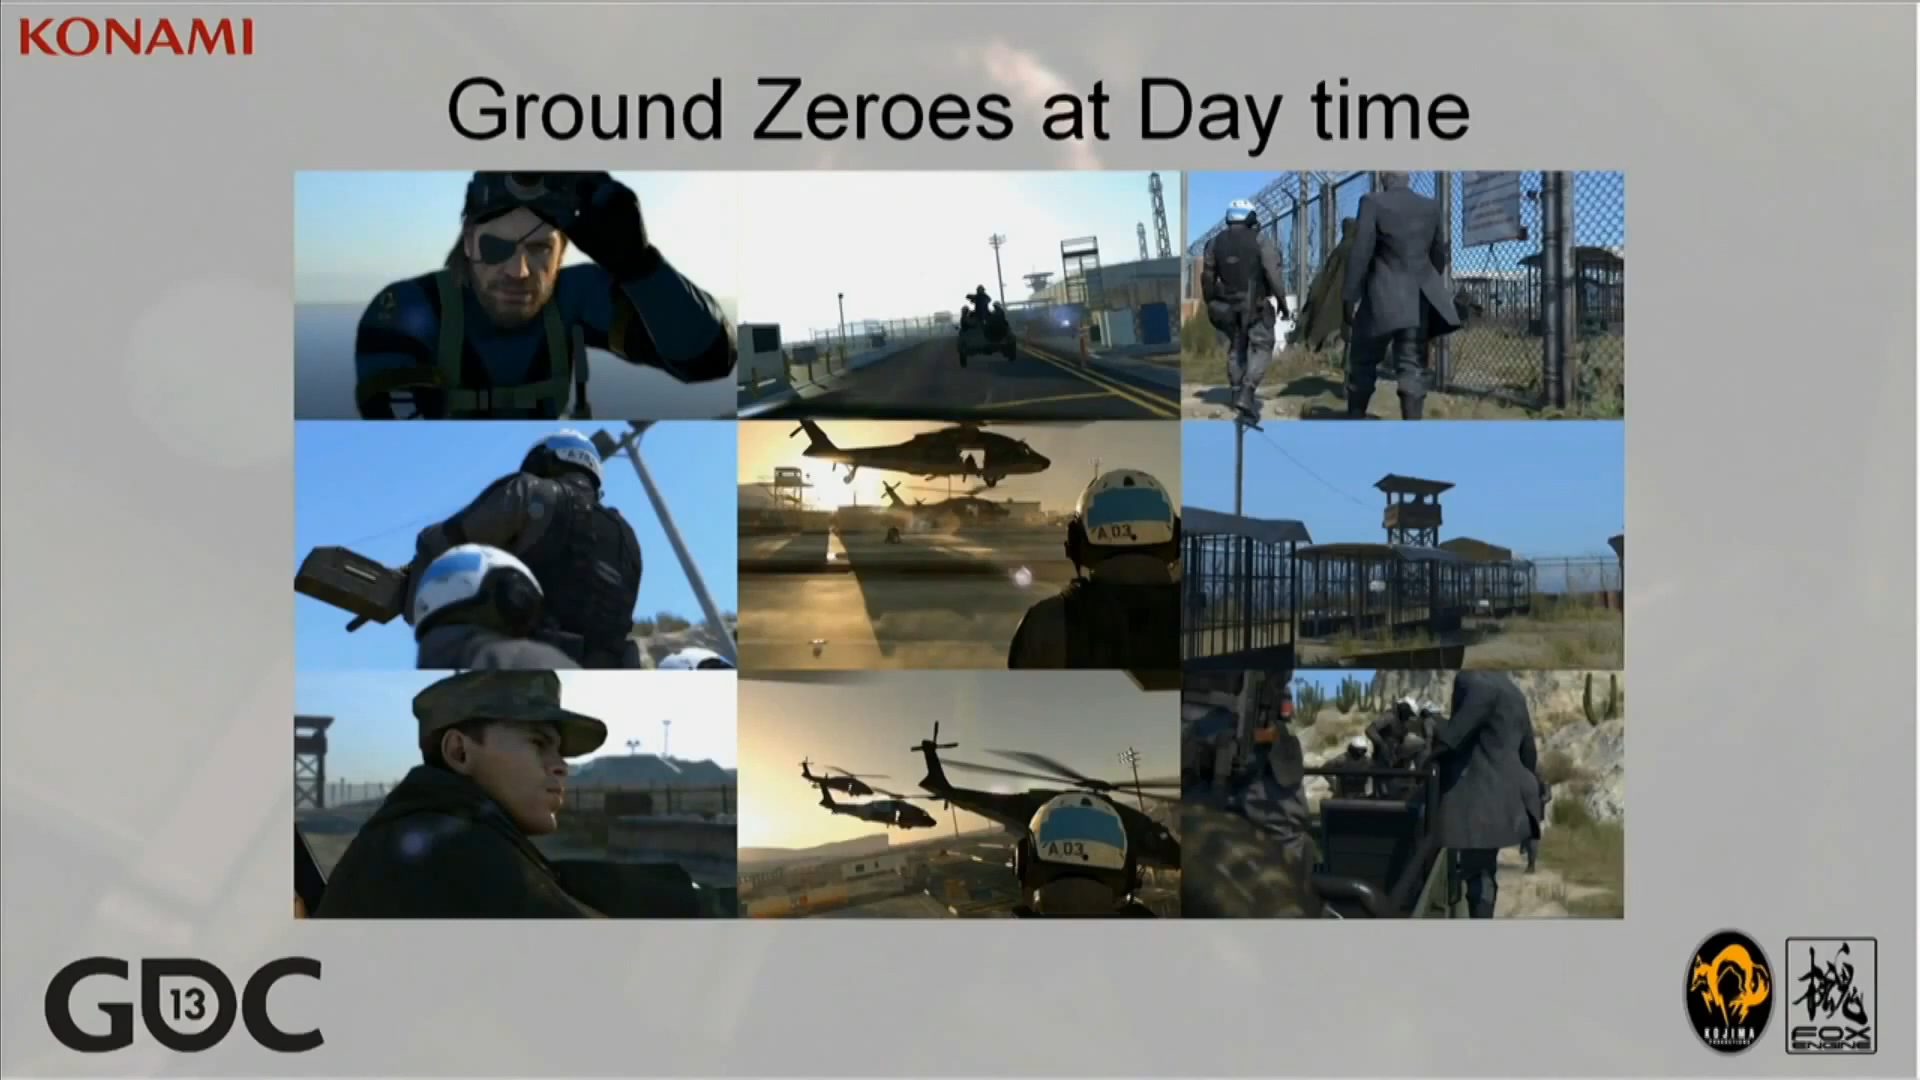 KONAMI
Ground Zeroes at Day time
A 03
A 03
GDC
13
KOJIMA
PRODUCTIONS
FOX
ENGINE